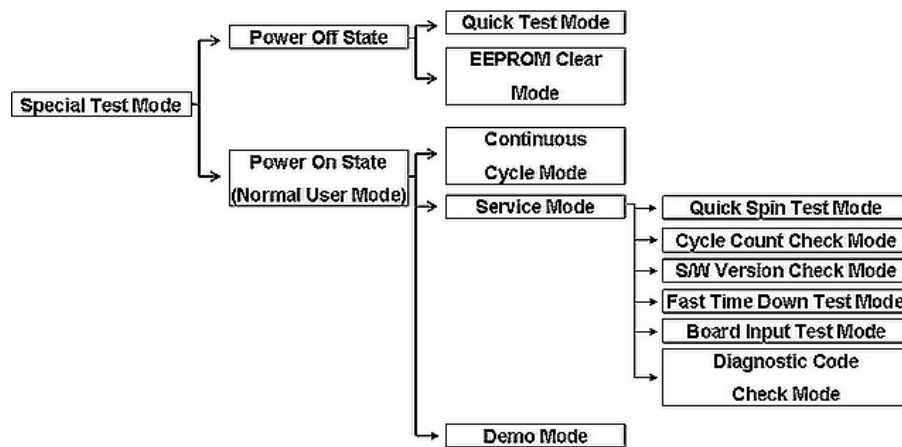 Special Test Mode
Power Off State
Quick Test Mode
EEPROM Clear
Mode
Power On State
(Normal User Mode)
Continuous
Cycle Mode
Service Mode
Quick Spin Test Mode
Cycle Count Check Mode
S/W Version Check Mode
Fast Time Down Test Mode
Board Input Test Mode
Diagnostic Code
Check Mode
Demo Mode